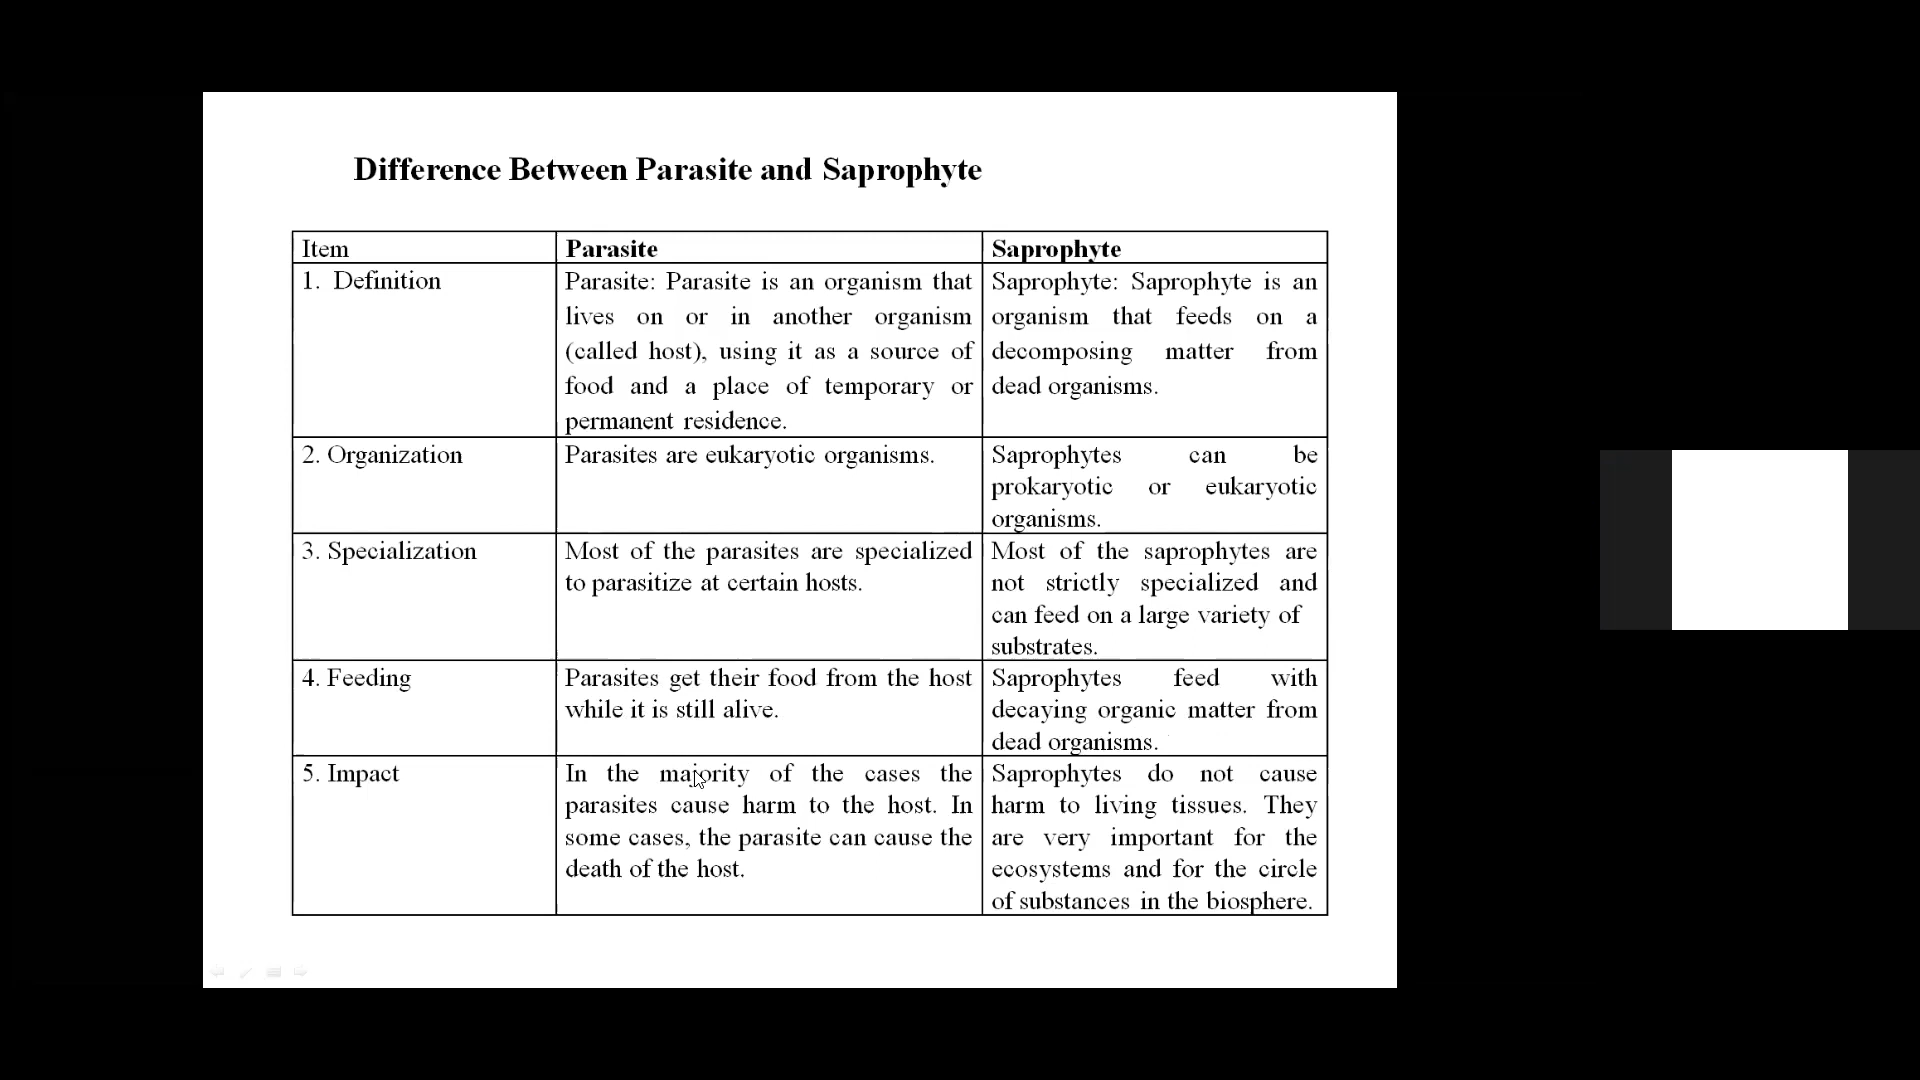 Difference Between Parasite and Saprophyte
Item
Parasite
Saprophyte
1. Definition
Parasite: Parasite is an organism that
lives on or in another organism
(called host), using it as a source of
food and a place of temporary or
permanent residence.
Saprophyte: Saprophyte is an
organism that feeds on a
decomposing matter from
dead organisms.
2. Organization
Parasites are eukaryotic organisms.
Saprophytes can be
prokaryotic or eukaryotic
organisms.
3. Specialization
Most of the parasites are specialized
to parasitize at certain hosts.
Most of the saprophytes are
not strictly specialized and
can feed on a large variety of
substrates.
4. Feeding
Parasites get their food from the host
while it is still alive.
Saprophytes feed with
decaying organic matter from
dead organisms.
5. Impact
In the majority of the cases the
parasites cause harm to the host. In
some cases, the parasite can cause the
death of the host.
Saprophytes do not cause
harm to living tissues. They
are very important for the
ecosystems and for the circle
of substances in the biosphere.